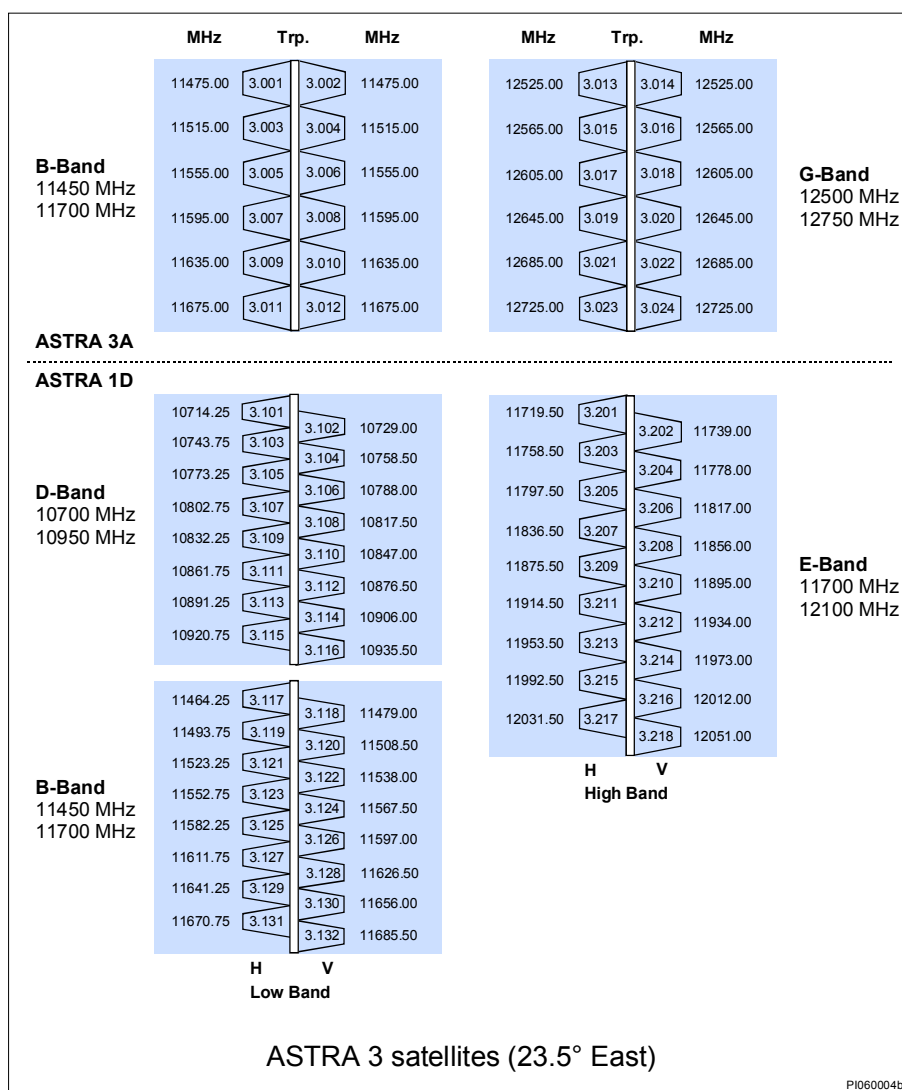 MHz Trp. MHz
11475.00 3.001 3.002 11475.00
11515.00 3.003 3.004 11515.00
11555.00 3.005 3.006 11555.00
11595.00 3.007 3.008 11595.00
11635.00 3.009 3.010 11635.00
11675.00 3.011 3.012 11675.00
B-Band
11450 MHz
11700 MHz
MHz Trp. MHz
12525.00 3.013 3.014 12525.00
12565.00 3.015 3.016 12565.00
12605.00 3.017 3.018 12605.00
12645.00 3.019 3.020 12645.00
12685.00 3.021 3.022 12685.00
12725.00 3.023 3.024 12725.00
G-Band
12500 MHz
12750 MHz
ASTRA 3A
ASTRA 1D
D-Band
10700 MHz
10950 MHz
10714.25 3.101
3.102 10729.00
10743.75 3.103
3.104 10758.50
10773.25 3.105
3.106 10788.00
10802.75 3.107
3.108 10817.50
10832.25 3.109
3.110 10847.00
10861.75 3.111
3.112 10876.50
10891.25 3.113
3.114 10906.00
10920.75 3.115
3.116 10935.50
B-Band
11450 MHz
11700 MHz
11464.25 3.117
3.118 11479.00
11493.75 3.119
3.120 11508.50
11523.25 3.121
3.122 11538.00
11552.75 3.123
3.124 11567.50
11582.25 3.125
3.126 11597.00
11611.75 3.127
3.128 11626.50
11641.25 3.129
3.130 11656.00
11670.75 3.131
3.132 11685.50
H V
Low Band
11719.50 3.201
3.202 11739.00
11758.50 3.203
3.204 11778.00
11797.50 3.205
3.206 11817.00
11836.50 3.207
3.208 11856.00
11875.50 3.209
3.210 11895.00
11914.50 3.211
3.212 11934.00
11953.50 3.213
3.214 11973.00
11992.50 3.215
3.216 12012.00
12031.50 3.217
3.218 12051.00
E-Band
11700 MHz
12100 MHz
H V
High Band
ASTRA 3 satellites (23.5° East)
PI060004b